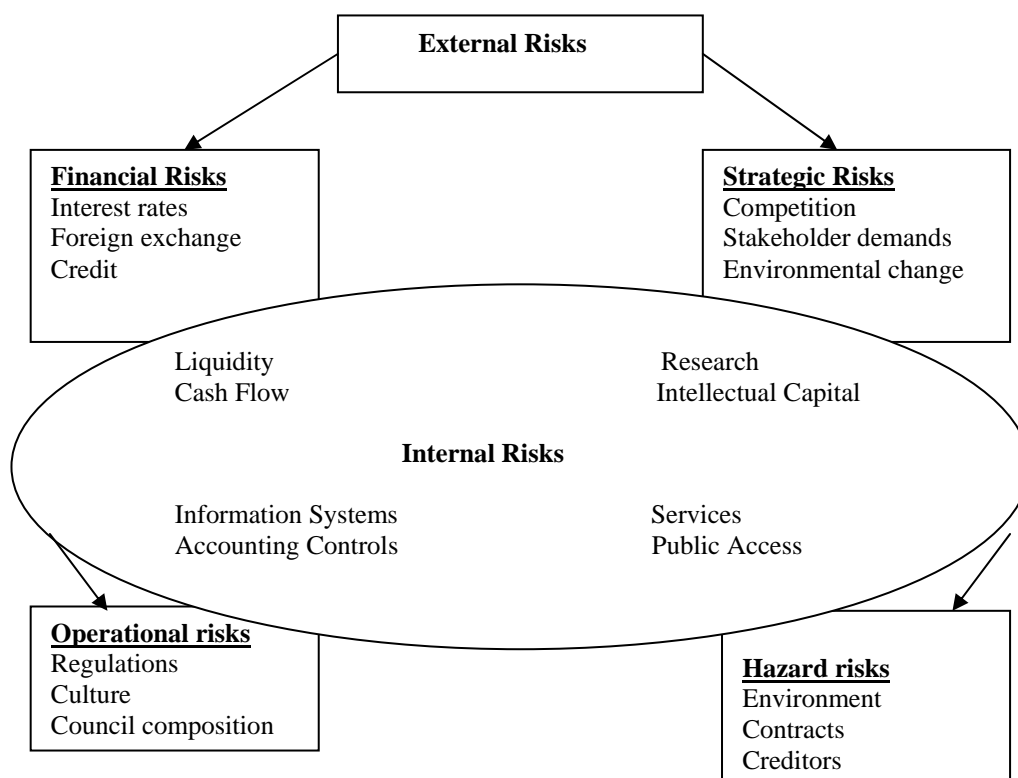 External Risks
Financial Risks
Interest rates
Foreign exchange
Credit
Strategic Risks
Competition
Stakeholder demands
Environmental change
Liquidity
Cash Flow
Research
Intellectual Capital
Internal Risks
Information Systems
Accounting Controls
Services
Public Access
Operational risks
Regulations
Culture
Council composition
Hazard risks
Environment
Contracts
Creditors